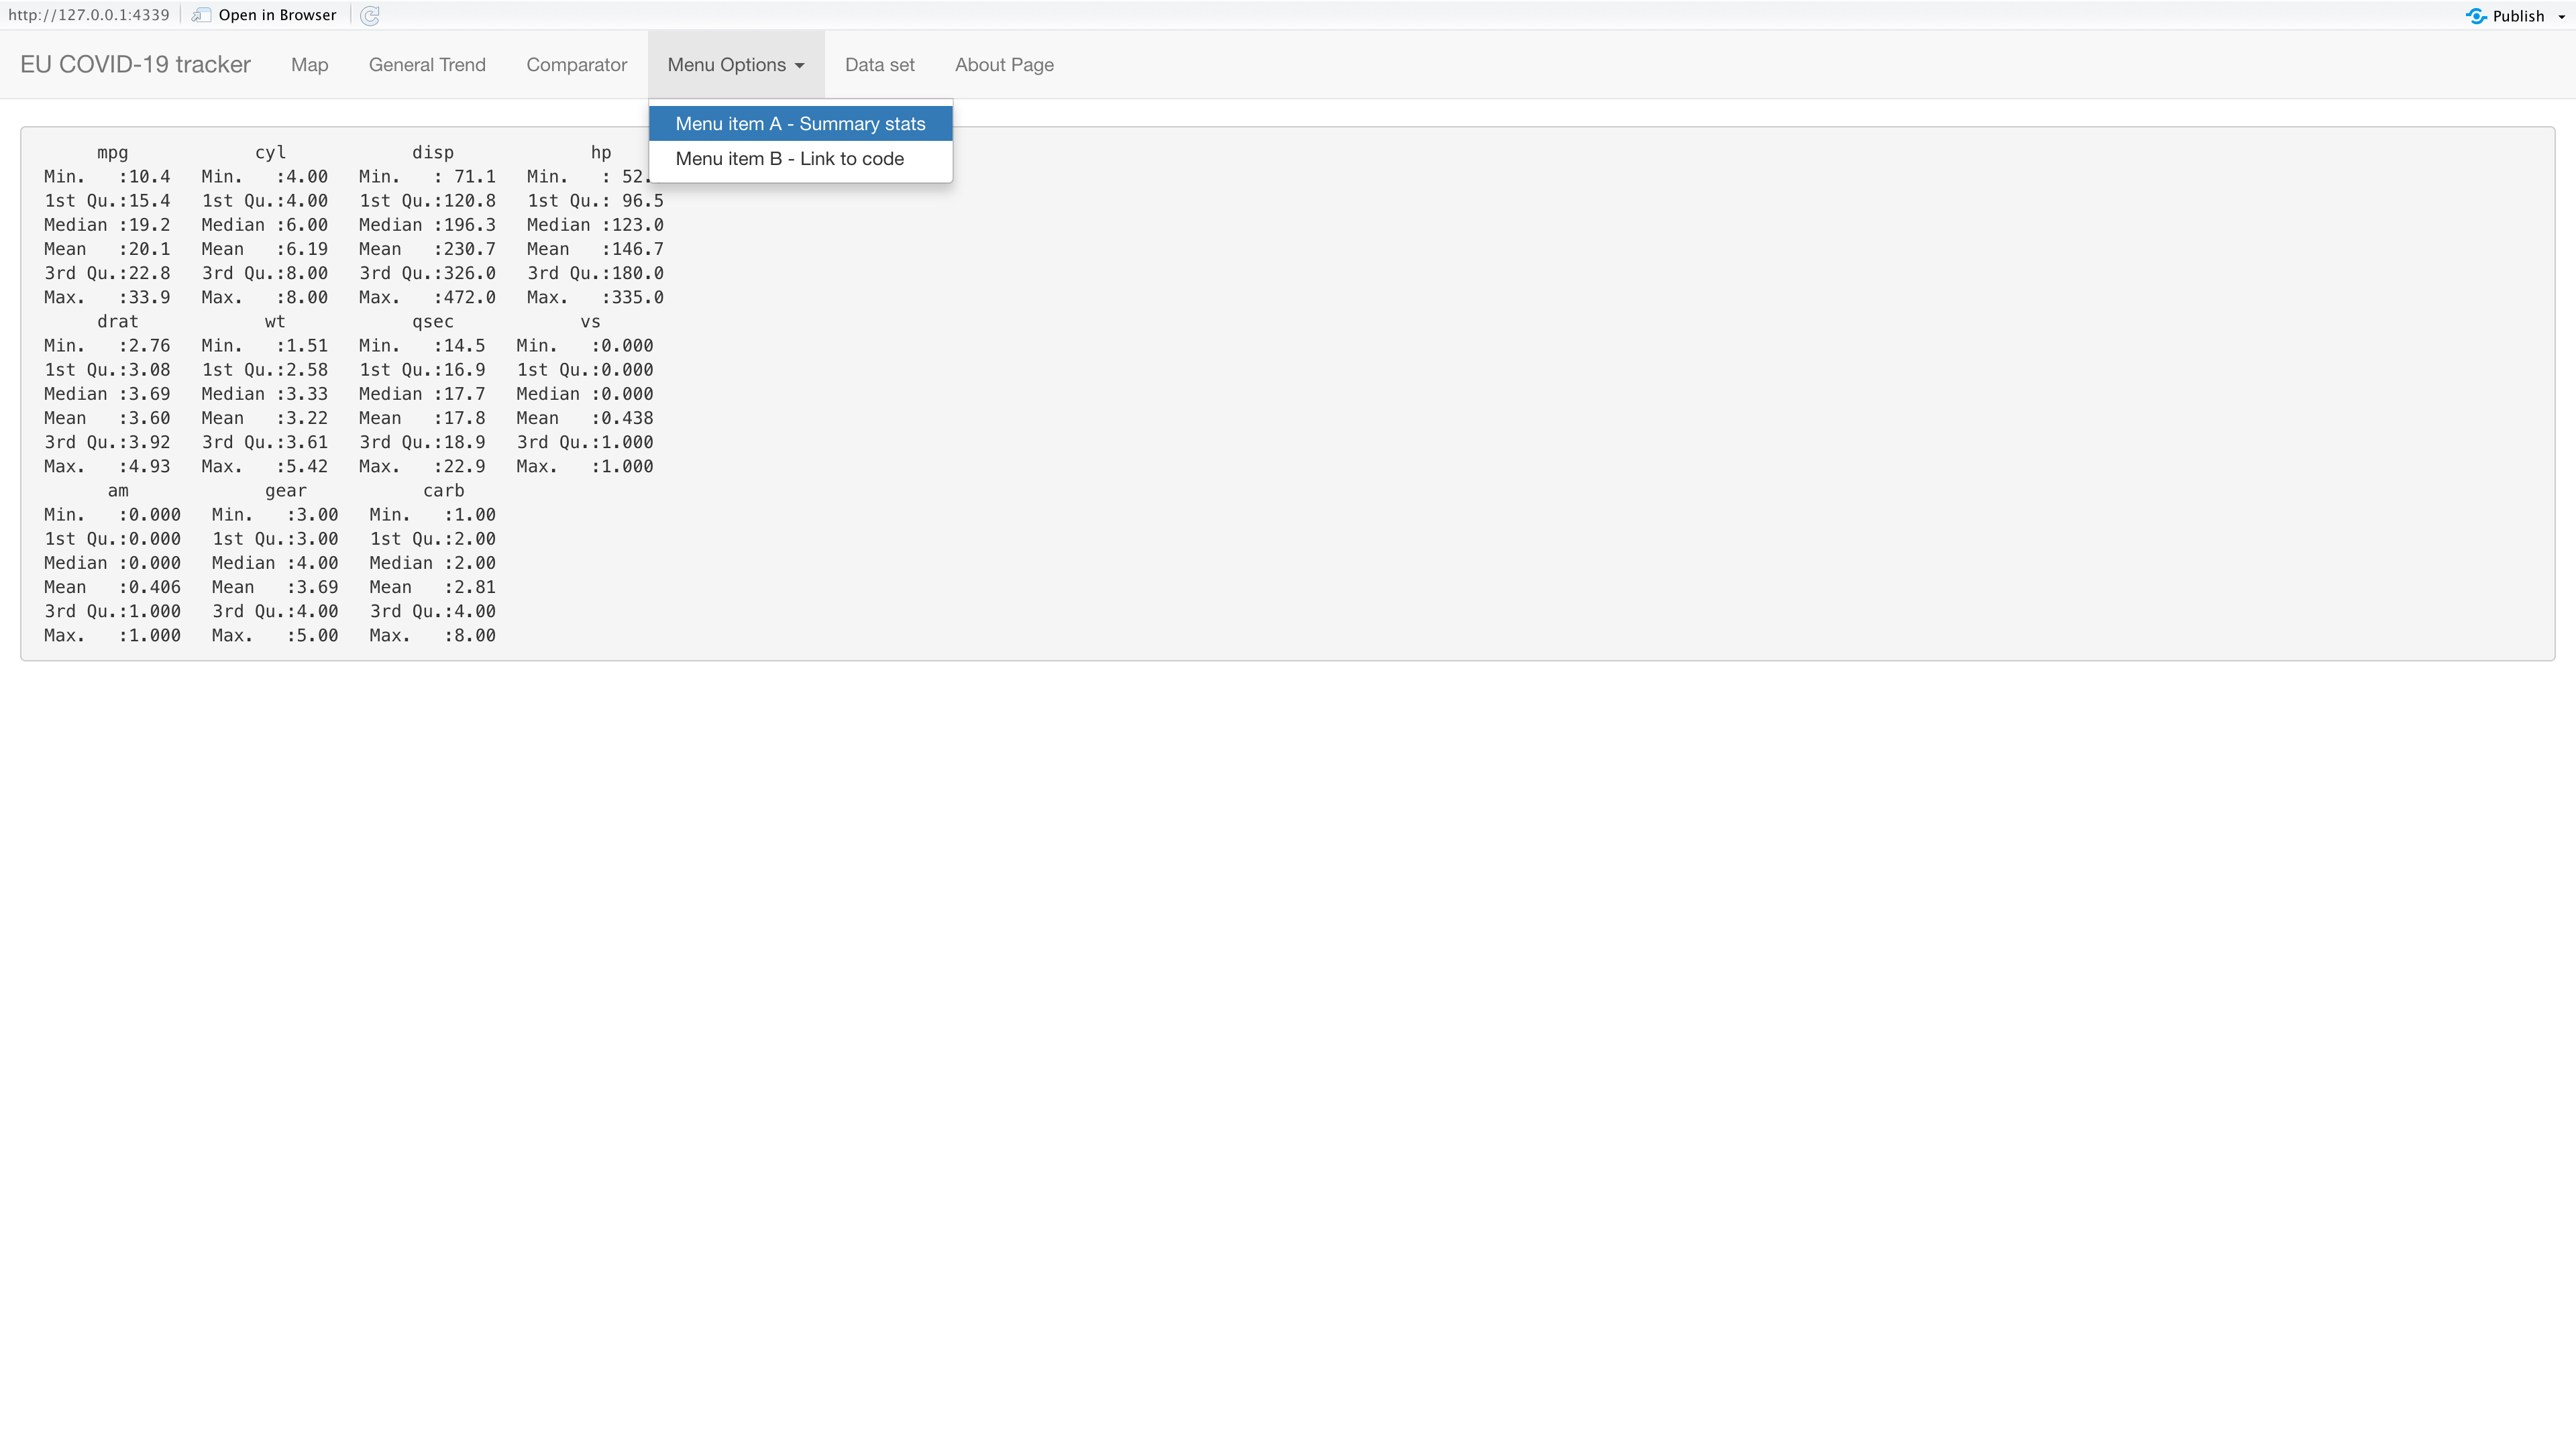 http://127.0.0.1:4339 Open in Browser Publish
EU COVID-19 tracker Map General Trend Comparator Menu Options Data set About Page
Menu item A - Summary stats
Menu item B - Link to code
mpg cyl disp hp
Min. :10.4 Min. :4.00 Min. : 71.1 Min. : 52.
1st Qu.:15.4 1st Qu.:4.00 1st Qu.:120.8 1st Qu.: 96.5
Median :19.2 Median :6.00 Median :196.3 Median :123.0
Mean :20.1 Mean :6.19 Mean :230.7 Mean :146.7
3rd Qu.:22.8 3rd Qu.:8.00 3rd Qu.:326.0 3rd Qu.:180.0
Max. :33.9 Max. :8.00 Max. :472.0 Max. :335.0
drat wt qsec vs
Min. :2.76 Min. :1.51 Min. :14.5 Min. :0.000
1st Qu.:3.08 1st Qu.:2.58 1st Qu.:16.9 1st Qu.:0.000
Median :3.69 Median :3.33 Median :17.7 Median :0.000
Mean :3.60 Mean :3.22 Mean :17.8 Mean :0.438
3rd Qu.:3.92 3rd Qu.:3.61 3rd Qu.:18.9 3rd Qu.:1.000
Max. :4.93 Max. :5.42 Max. :22.9 Max. :1.000
am gear carb
Min. :0.000 Min. :3.00 Min. :1.00
1st Qu.:0.000 1st Qu.:3.00 1st Qu.:2.00
Median :0.000 Median :4.00 Median :2.00
Mean :0.406 Mean :3.69 Mean :2.81
3rd Qu.:1.000 3rd Qu.:4.00 3rd Qu.:4.00
Max. :1.000 Max. :5.00 Max. :8.00